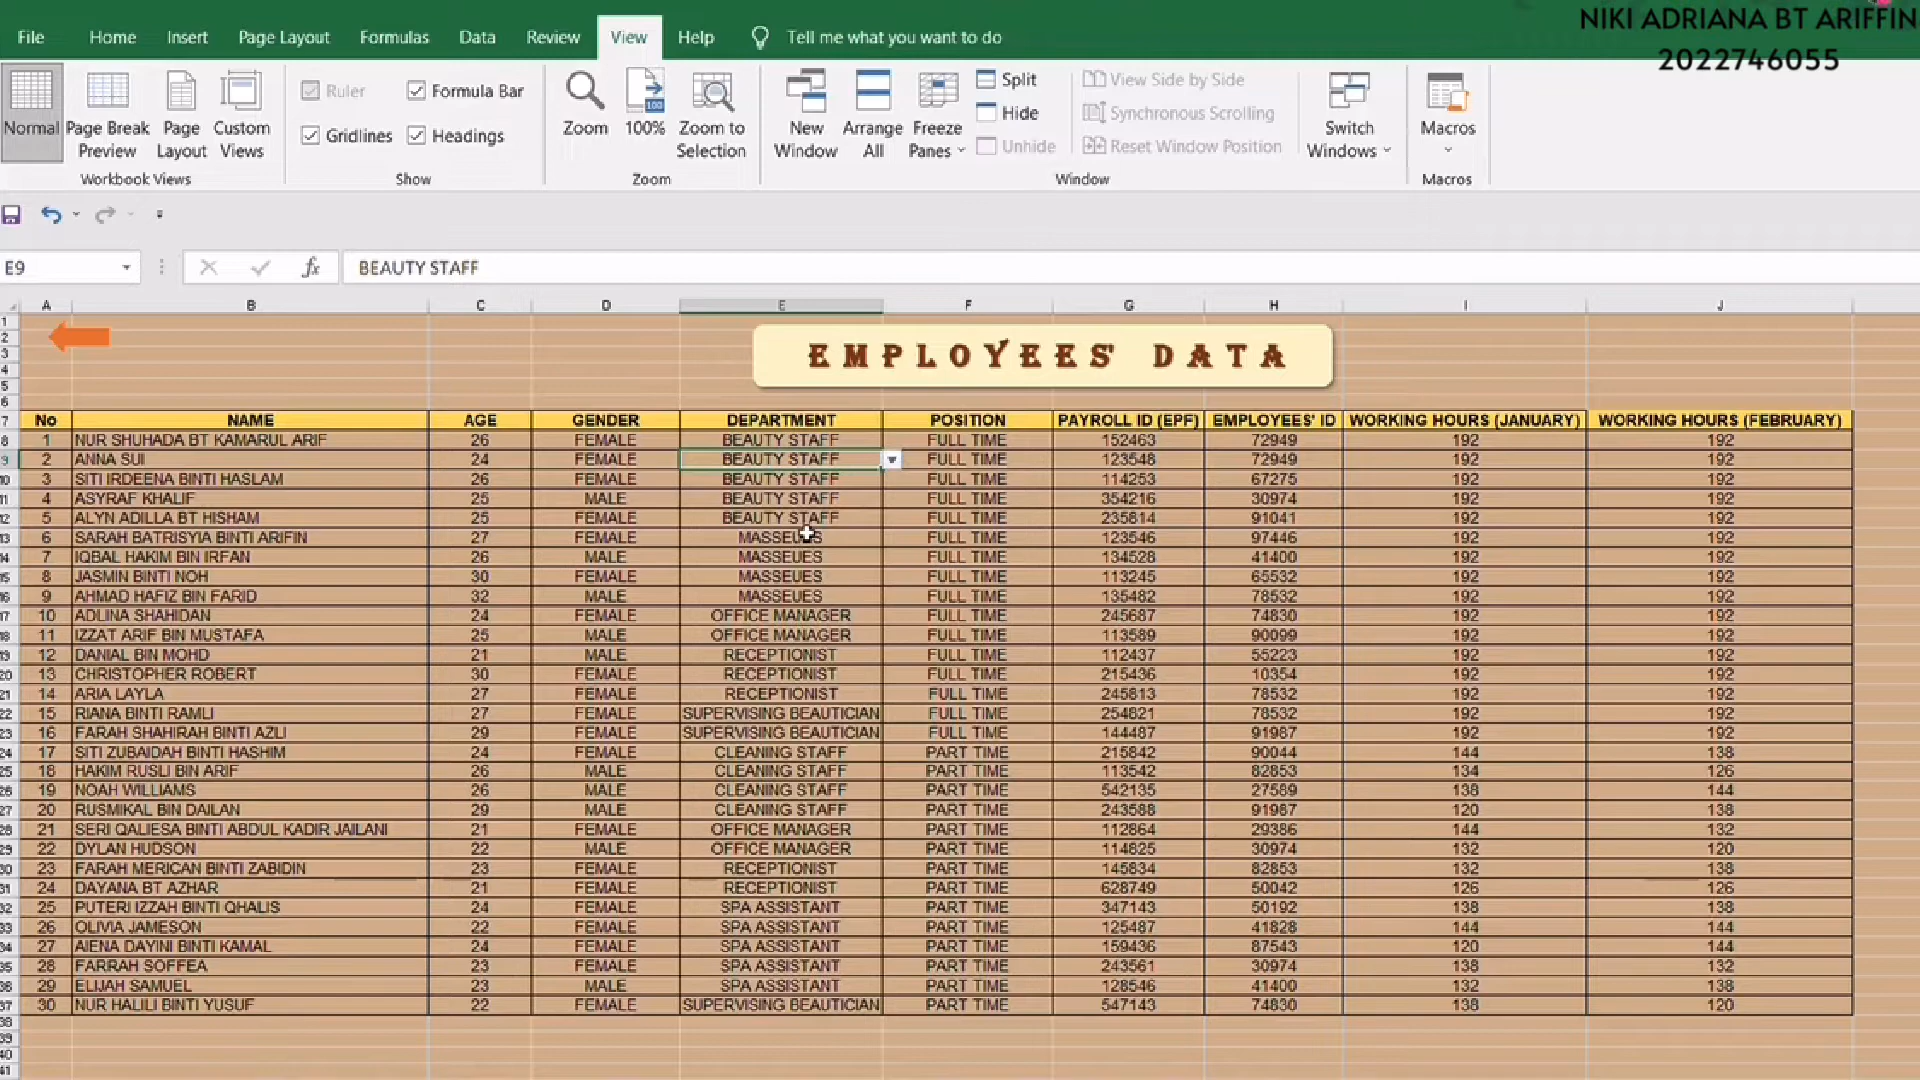 NIKI ADRIANA BT ARIFFIN
2022746055
File Home Insert Page Layout Formulas Data Review View Help Tell me what you want to do
Normal Page Break Preview Page Layout Custom Views
Workbook Views
Ruler Formula Bar
Gridlines Headings
Show
Zoom 100% Zoom to Selection
Zoom
New Window Arrange All Freeze Panes
Split
Hide
Unhide
View Side by Side
Synchronous Scrolling
Reset Window Position
Switch Windows
Window
Macros
Macros
E9 fx BEAUTY STAFF
A B C D E F G H I J
EMPLOYEES' DATA
No NAME AGE GENDER DEPARTMENT POSITION PAYROLL ID (EPF) EMPLOYEES' ID WORKING HOURS (JANUARY) WORKING HOURS (FEBRUARY)
1 NUR SHUHADA BT KAMARUL ARIF 26 FEMALE BEAUTY STAFF FULL TIME 152463 72949 192 192
2 ANNA SUI 24 FEMALE BEAUTY STAFF FULL TIME 123548 72949 192 192
3 SITI IRDEENA BINTI HASLAM 26 FEMALE BEAUTY STAFF FULL TIME 114253 67275 192 192
4 ASYRAF KHALIF 25 MALE BEAUTY STAFF FULL TIME 354216 30974 192 192
5 ALYN ADILLA BT HISHAM 25 FEMALE BEAUTY STAFF FULL TIME 235814 91041 192 192
6 SARAH BATRISYIA BINTI ARIFIN 27 FEMALE MASSEUES FULL TIME 123546 97446 192 192
7 IQBAL HAKIM BIN IRFAN 26 MALE MASSEUES FULL TIME 134528 41400 192 192
8 JASMIN BINTI NOH 30 FEMALE MASSEUES FULL TIME 113245 65532 192 192
9 AHMAD HAFIZ BIN FARID 32 MALE MASSEUES FULL TIME 135482 78532 192 192
10 ADLINA SHAHIDAN 24 FEMALE OFFICE MANAGER FULL TIME 245687 74830 192 192
11 IZZAT ARIF BIN MUSTAFA 25 MALE OFFICE MANAGER FULL TIME 113589 90099 192 192
12 DANIAL BIN MOHD 21 MALE RECEPTIONIST FULL TIME 112437 55223 192 192
13 CHRISTOPHER ROBERT 30 FEMALE RECEPTIONIST FULL TIME 215436 10354 192 192
14 ARIA LAYLA 27 FEMALE RECEPTIONIST FULL TIME 245813 78532 192 192
15 RIANA BINTI RAMLI 27 FEMALE SUPERVISING BEAUTICIAN FULL TIME 254821 78532 192 192
16 FARAH SHAHIRAH BINTI AZLI 29 FEMALE SUPERVISING BEAUTICIAN FULL TIME 144487 91987 192 192
17 SITI ZUBAIDAH BINTI HASHIM 24 FEMALE CLEANING STAFF PART TIME 215842 90044 144 138
18 HAKIM RUSLI BIN ARIF 26 MALE CLEANING STAFF PART TIME 113542 82853 134 126
19 NOAH WILLIAMS 26 MALE CLEANING STAFF PART TIME 542135 27589 138 144
20 RUSMIKAL BIN DAILAN 29 MALE CLEANING STAFF PART TIME 243588 91987 120 138
21 SERI QALIESA BINTI ABDUL KADIR JAILANI 21 FEMALE OFFICE MANAGER PART TIME 112864 29386 144 132
22 DYLAN HUDSON 22 MALE OFFICE MANAGER PART TIME 114825 30974 132 120
23 FARAH MERICAN BINTI ZABIDIN 23 FEMALE RECEPTIONIST PART TIME 145834 82853 132 138
24 DAYANA BT AZHAR 21 FEMALE RECEPTIONIST PART TIME 628749 50042 126 126
25 PUTERI IZZAH BINTI QHALIS 24 FEMALE SPA ASSISTANT PART TIME 347143 50192 138 138
26 OLIVIA JAMESON 22 FEMALE SPA ASSISTANT PART TIME 125487 41828 144 144
27 AIENA DAYINI BINTI KAMAL 24 FEMALE SPA ASSISTANT PART TIME 159436 87543 120 144
28 FARRAH SOFFEA 23 FEMALE SPA ASSISTANT PART TIME 243561 30974 138 132
29 ELIJAH SAMUEL 23 MALE SPA ASSISTANT PART TIME 128546 41400 132 138
30 NUR HALILI BINTI YUSUF 22 FEMALE SUPERVISING BEAUTICIAN PART TIME 547143 74830 138 120